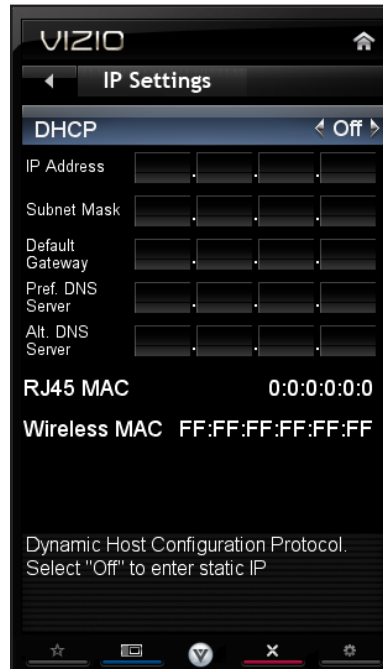 VIZIO
IP Settings
DHCP Off
IP Address . . .
Subnet Mask . . .
Default
Gateway . . .
Pref. DNS
Server . . .
Alt. DNS
Server . . .
RJ45 MAC 0:0:0:0:0:0
Wireless MAC FF:FF:FF:FF:FF:FF
Dynamic Host Configuration Protocol.
Select "Off" to enter static IP
V